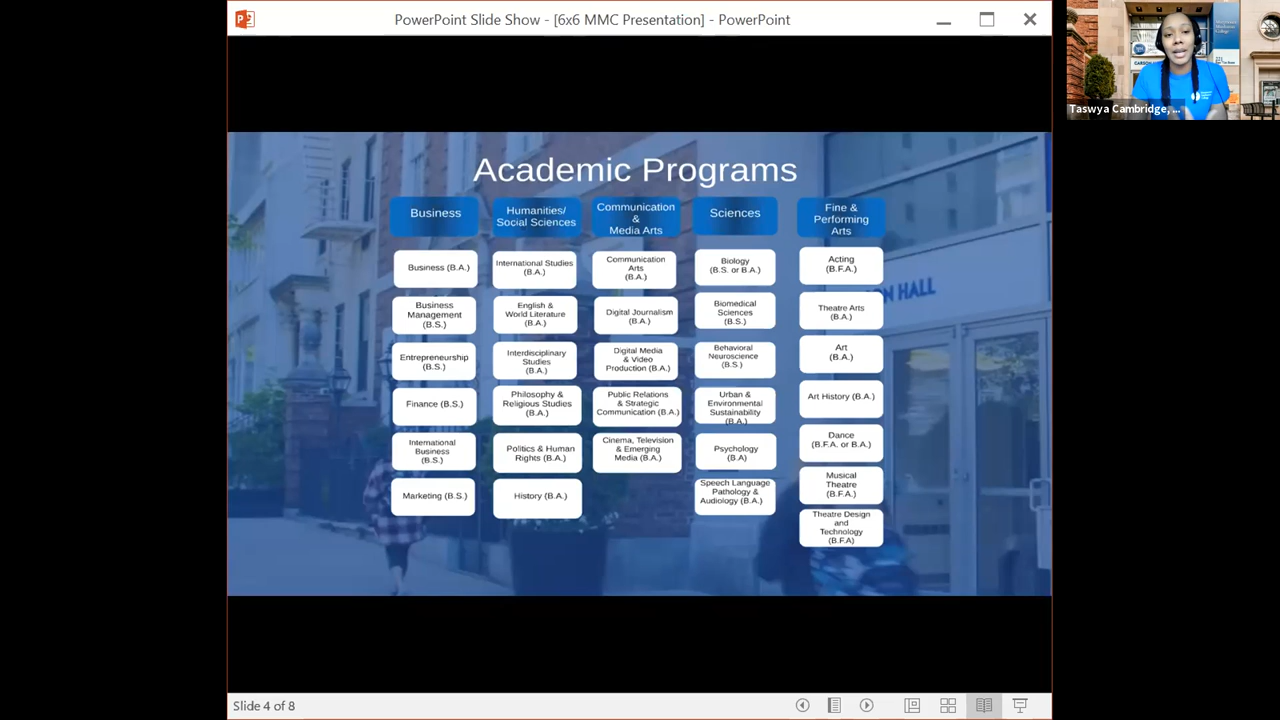 PowerPoint Slide Show - [6x6 MMC Presentation] - PowerPoint
Taswya Cambridge, ...
Academic Programs
Business
Business (B.A.)
Business
Management
(B.S.)
Entrepreneurship
(B.S.)
Finance (B.S.)
International
Business
(B.S.)
Marketing (B.S.)
Humanities/
Social Sciences
International Studies
(B.A.)
English &
World Literature
(B.A.)
Interdisciplinary
Studies
(B.A.)
Philosophy &
Religious Studies
(B.A.)
Politics & Human
Rights (B.A.)
History (B.A.)
Communication
&
Media Arts
Communication
Arts
(B.A.)
Digital Journalism
(B.A.)
Digital Media
& Video
Production (B.A.)
Public Relations
& Strategic
Communication (B.A.)
Cinema, Television
& Emerging
Media (B.A.)
Sciences
Biology
(B.S. or B.A.)
Biomedical
Sciences
(B.S.)
Behavioral
Neuroscience
(B.S.)
Urban &
Environmental
Sustainability
(B.A.)
Psychology
(B.A)
Speech Language
Pathology &
Audiology (B.A.)
Fine &
Performing
Arts
Acting
(B.F.A.)
Theatre Arts
(B.A.)
Art
(B.A.)
Art History (B.A.)
Dance
(B.F.A. or B.A.)
Musical
Theatre
(B.F.A.)
Theatre Design
and
Technology
(B.F.A)
HALL
Slide 4 of 8